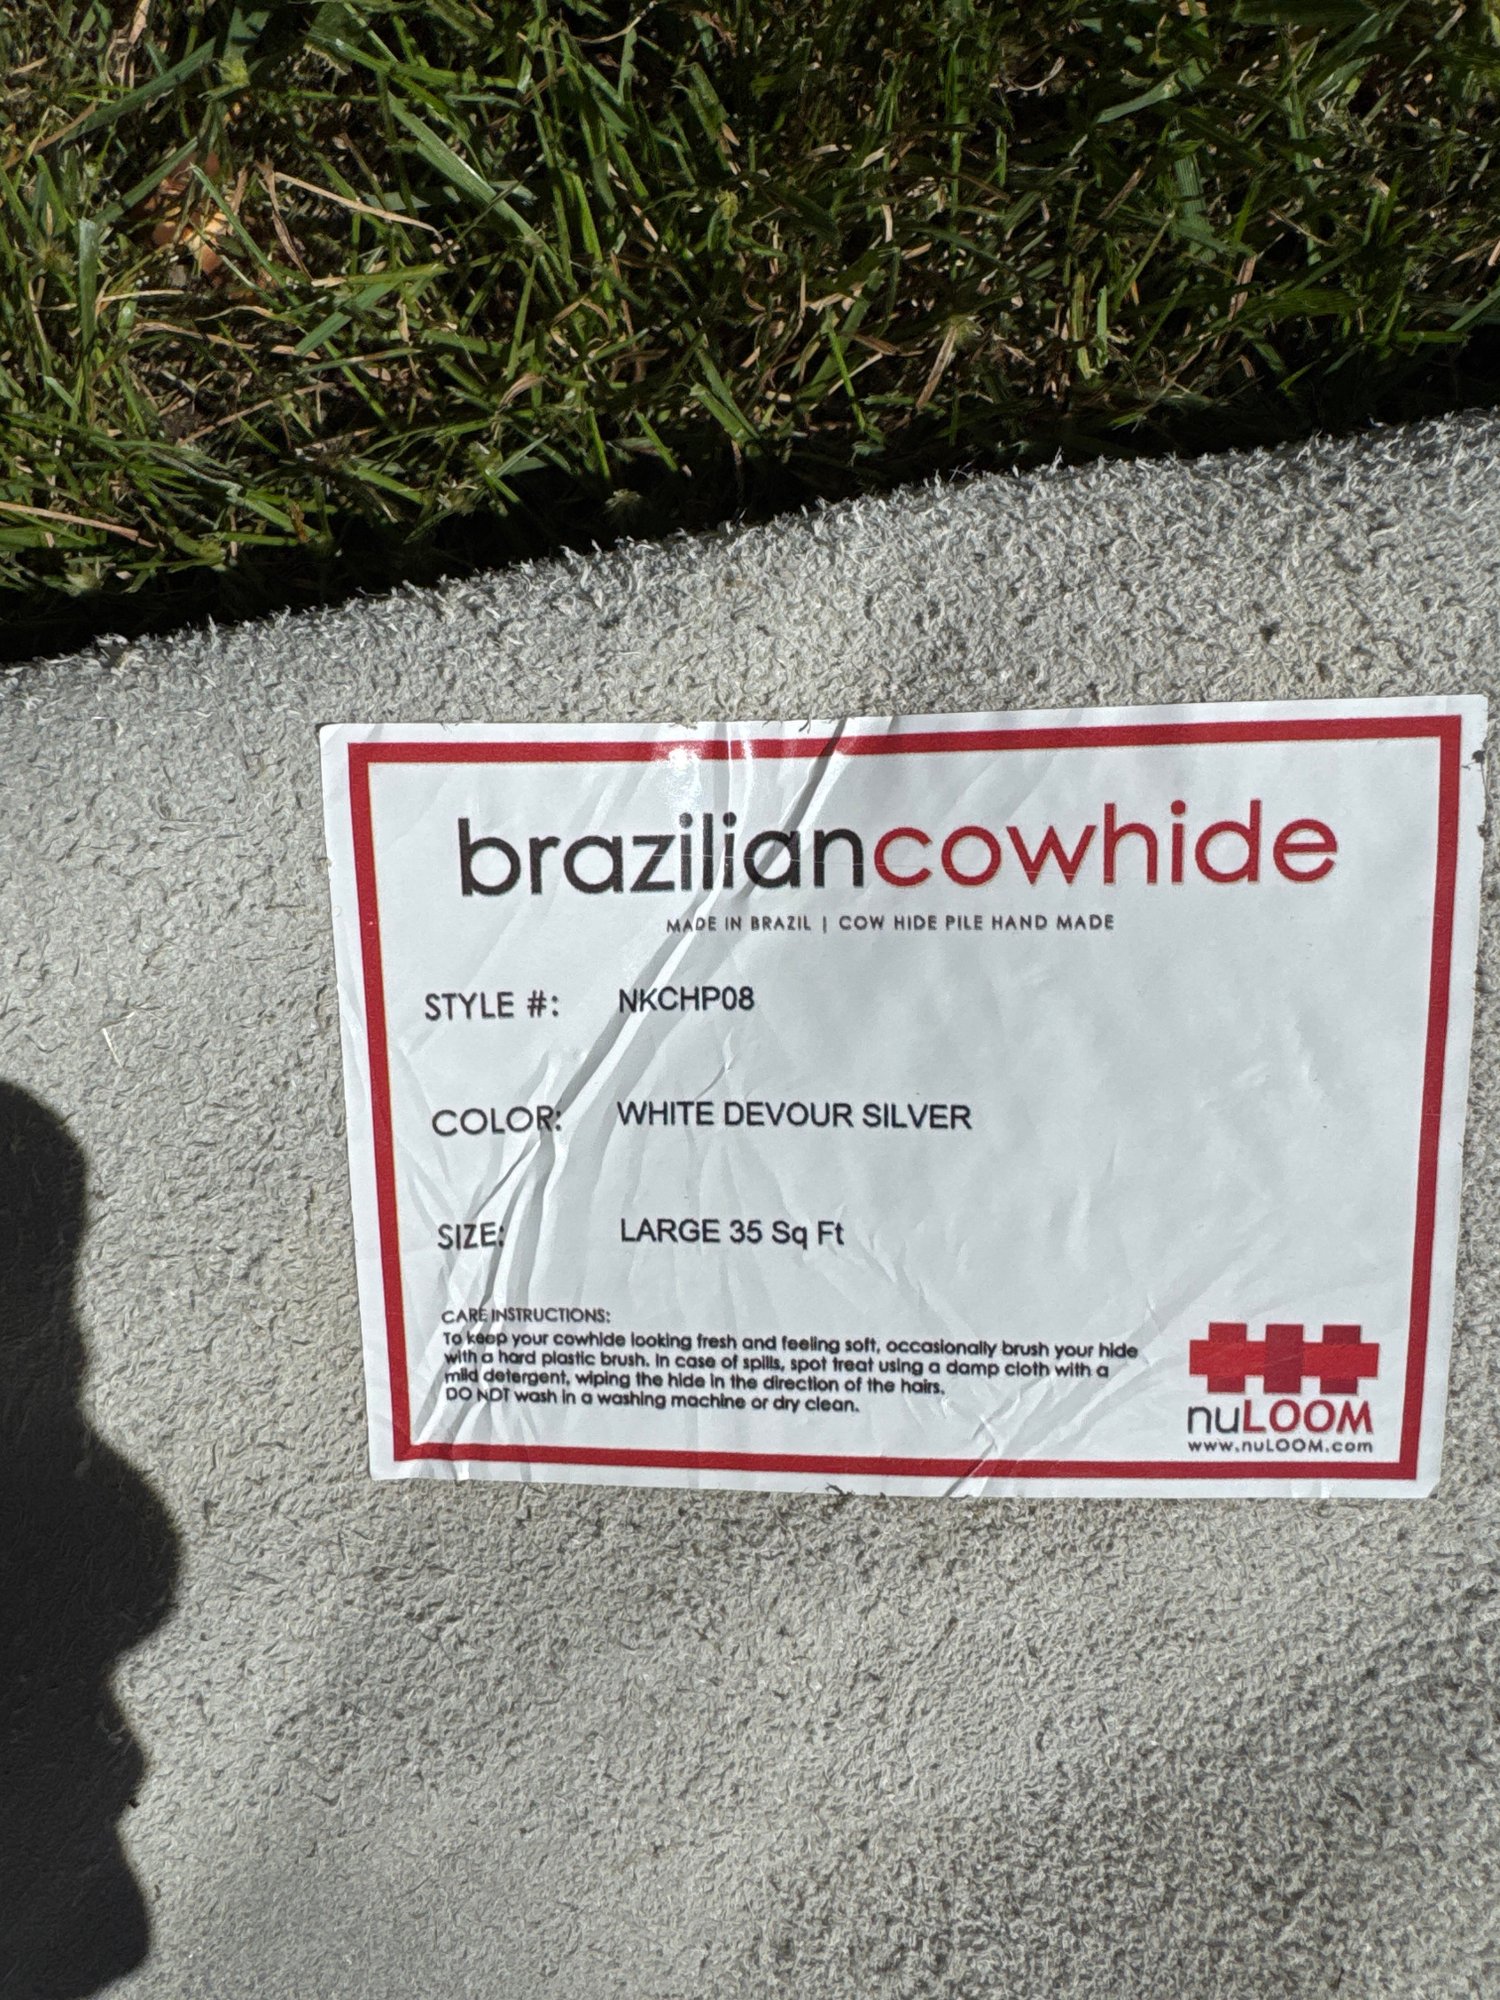 braziliancowhide
MADE IN BRAZIL | COW HIDE PILE HAND MADE
STYLE #: NKCHP08
COLOR: WHITE DEVOUR SILVER
SIZE: LARGE 35 Sq Ft
CARE INSTRUCTIONS:
To keep your cowhide looking fresh and feeling soft, occasionally brush your hide
with a hard plastic brush. In case of spills, spot treat using a damp cloth with a
mild detergent, wiping the hide in the direction of the hairs.
DO NOT wash in a washing machine or dry clean.
nuLOOM
www.nuLOOM.com